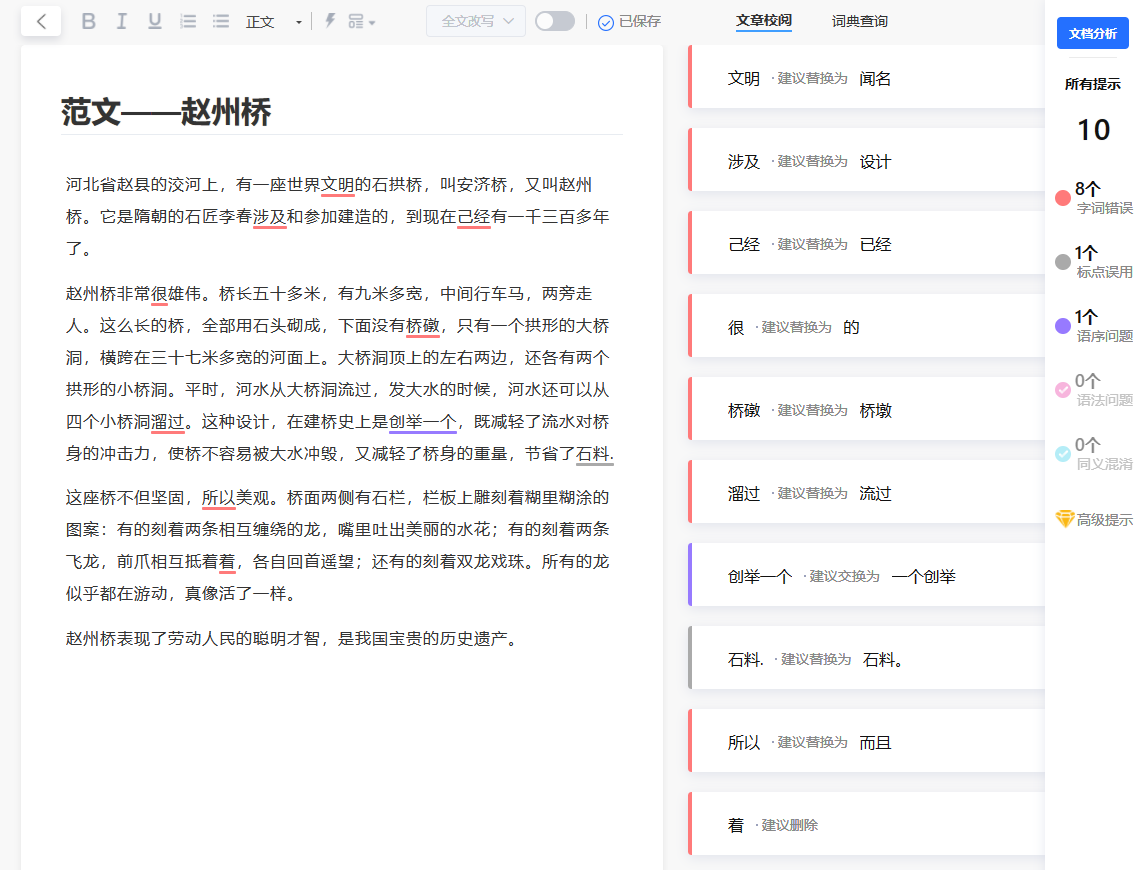 B I U 正文 全文改写 已保存 文章校阅 词典查询 文档分析
范文——赵州桥
河北省赵县的洨河上，有一座世界文明的石拱桥，叫安济桥，又叫赵州
桥。它是隋朝的石匠李春涉及和参加建造的，到现在己经有一千三百多年
了。
赵州桥非常很雄伟。桥长五十多米，有九米多宽，中间行车马，两旁走
人。这么长的桥，全部用石头砌成，下面没有桥礅，只有一个拱形的大桥
洞，横跨在三十七米多宽的河面上。大桥洞顶上的左右两边，还各有两个
拱形的小桥洞。平时，河水从大桥洞流过，发大水的时候，河水还可以从
四个小桥洞溜过。这种设计，在建桥史上是创举一个，既减轻了流水对桥
身的冲击力，使桥不容易被大水冲毁，又减轻了桥身的重量，节省了石料.
这座桥不但坚固，所以美观。桥面两侧有石栏，栏板上雕刻着糊里糊涂的
图案：有的刻着两条相互缠绕的龙，嘴里吐出美丽的水花；有的刻着两条
飞龙，前爪相互抵着着，各自回首遥望；还有的刻着双龙戏珠。所有的龙
似乎都在游动，真像活了一样。
赵州桥表现了劳动人民的聪明才智，是我国宝贵的历史遗产。
文明 ·建议替换为 闻名
涉及 ·建议替换为 设计
己经 ·建议替换为 已经
很 ·建议替换为 的
桥礅 ·建议替换为 桥墩
溜过 ·建议替换为 流过
创举一个 ·建议交换为 一个创举
石料. ·建议替换为 石料。
所以 ·建议替换为 而且
着 ·建议删除
所有提示
10
8个
字词错误
1个
标点误用
1个
语序问题
0个
语法问题
0个
同义混淆
高级提示